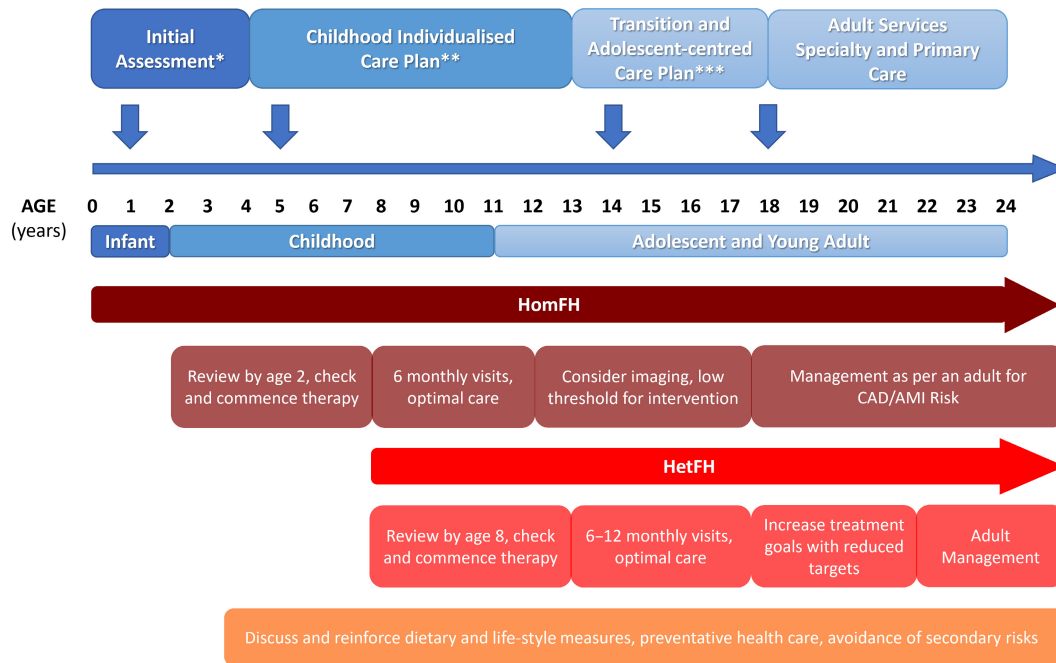 Initial
Assessment*
Childhood Individualised
Care Plan**
Transition and
Adolescent-centred
Care Plan***
Adult Services
Specialty and Primary
Care
AGE
(years)
0 1 2 3 4 5 6 7 8 9 10 11 12 13 14 15 16 17 18 19 20 21 22 23 24
Infant
Childhood
Adolescent and Young Adult
HomFH
Review by age 2, check
and commence therapy
6 monthly visits,
optimal care
Consider imaging, low
threshold for intervention
Management as per an adult for
CAD/AMI Risk
HetFH
Review by age 8, check
and commence therapy
6–12 monthly visits,
optimal care
Increase treatment
goals with reduced
targets
Adult
Management
Discuss and reinforce dietary and life-style measures, preventative health care, avoidance of secondary risks